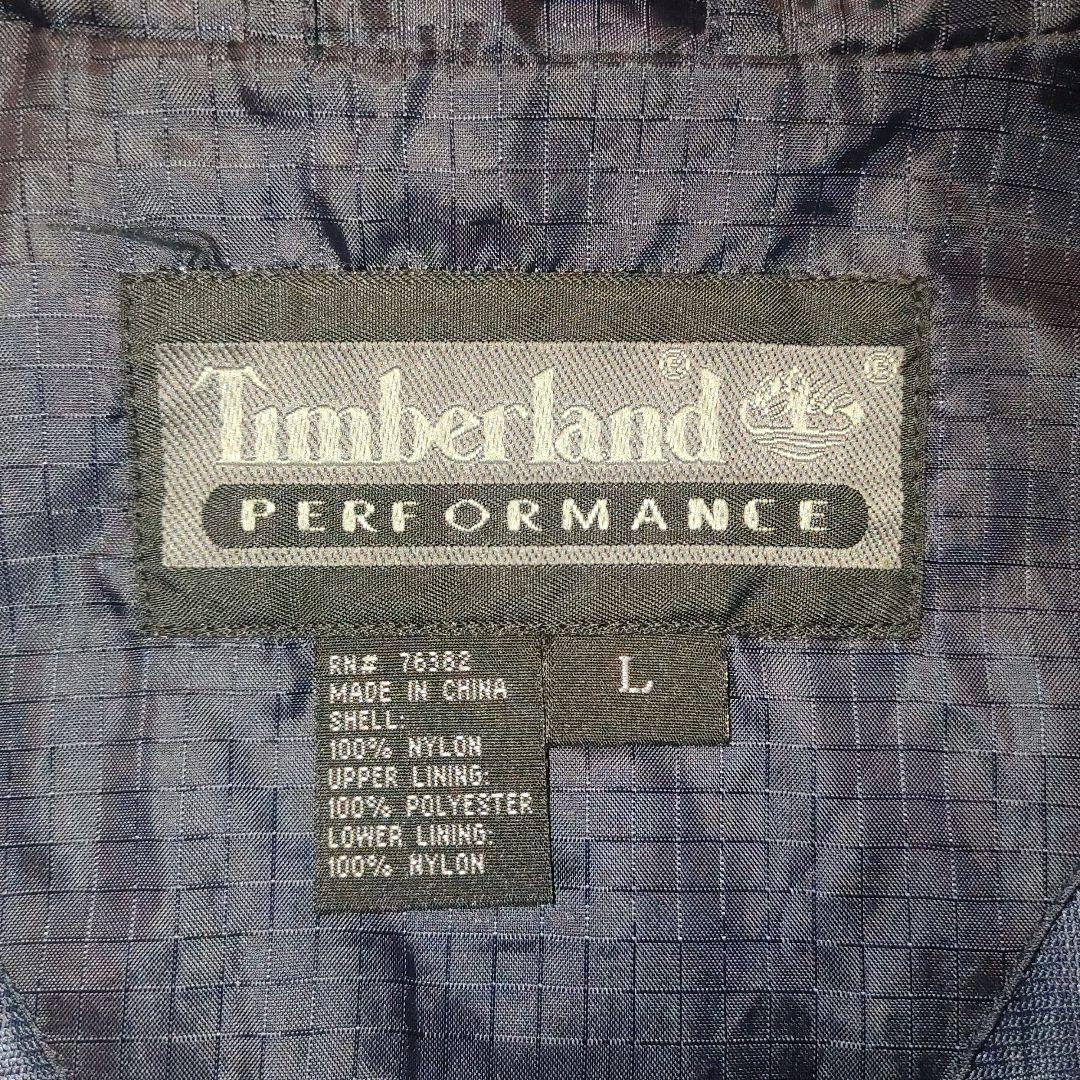 Timberland® ®
PERFORMANCE
RN# 76382
MADE IN CHINA
SHELL:
100% NYLON
UPPER LINING:
100% POLYESTER
LOWER LINING:
100% NYLON
L